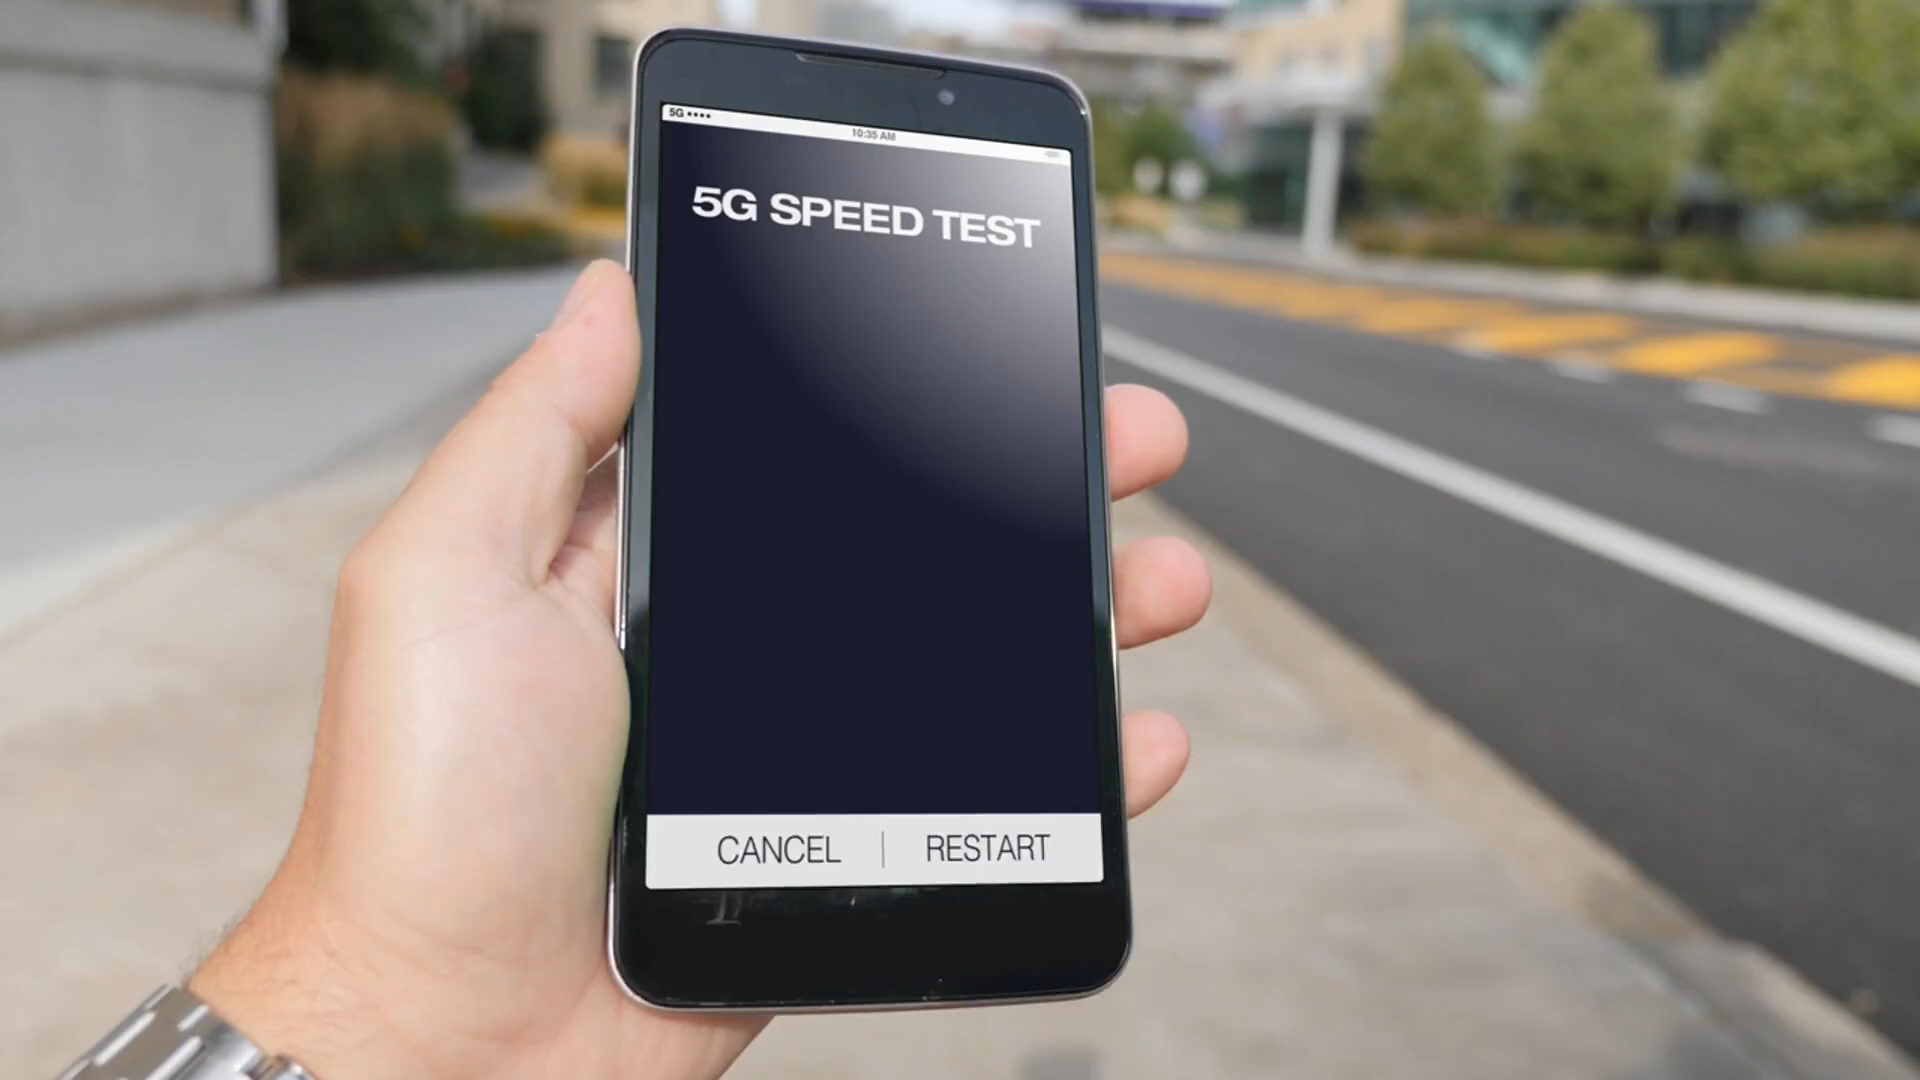 5G
10:35 AM
5G SPEED TEST
CANCEL | RESTART